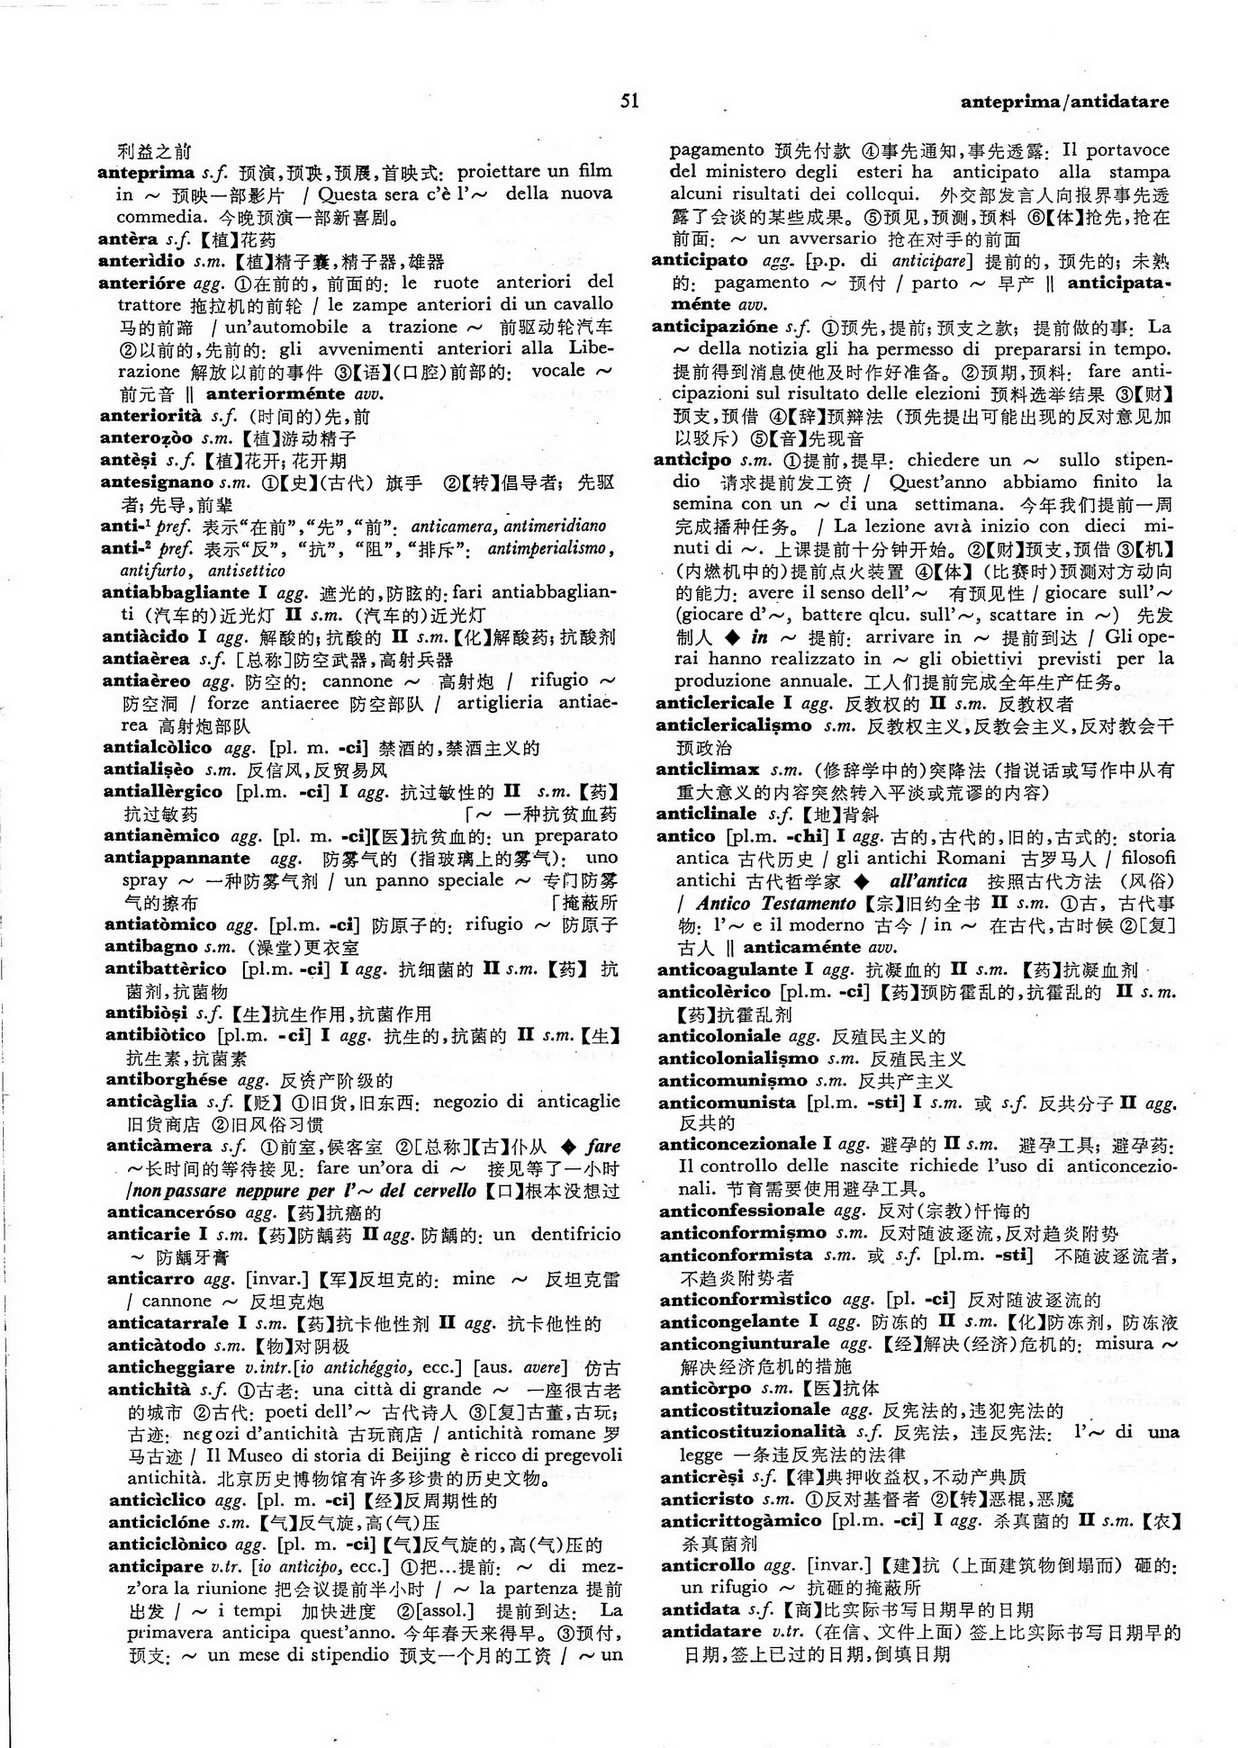 51
anteprima/antidatare
利益之前
anteprima s.f. 预演,预映,预展,首映式: proiettare un film
in ～ 预映一部影片 / Questa sera c'è l'～ della nuova
commedia. 今晚预演一部新喜剧。
antèra s.f. 【植】花药
anterìdio s.m. 【植】精子囊,精子器,雄器
anterióre agg. ①在前的, 前面的: le ruote anteriori del
trattore 拖拉机的前轮 / le zampe anteriori di un cavallo
马的前蹄 / un'automobile a trazione ～ 前驱动轮汽车
②以前的,先前的: gli avvenimenti anteriori alla Libe-
razione 解放以前的事件 ③【语】(口腔)前部的: vocale ～
前元音 ‖ anteriorménte avv.
anteriorità s.f. (时间的)先,前
anteroẓòo s.m. 【植】游动精子
antèṣi s.f. 【植】花开; 花开期
antesignano s.m. ①【史】(古代) 旗手 ②【转】倡导者; 先驱
者; 先导,前辈
anti-¹ pref. 表示“在前”,“先”,“前”: anticamera, antimeridiano
anti-² pref. 表示“反”, “抗”, “阻”, “排斥”: antimperialismo,
antifurto, antisettico
antiabbagliante I agg. 遮光的,防眩的: fari antiabbaglian-
ti (汽车的)近光灯 II s.m. (汽车的)近光灯
antiàcido I agg. 解酸的; 抗酸的 II s.m.【化】解酸药; 抗酸剂
antiaèrea s.f. [总称]防空武器,高射兵器
antiaèreo agg. 防空的: cannone ～ 高射炮 / rifugio ～
防空洞 / forze antiaeree 防空部队 / artiglieria antiae-
rea 高射炮部队
antialcòlico agg. [pl. m. -ci] 禁酒的,禁酒主义的
antialiṣèo s.m. 反信风,反贸易风
antiallèrgico [pl.m. -ci] I agg. 抗过敏性的 II s.m.【药】
抗过敏药 「～ 一种抗贫血药
antianèmico agg. [pl. m. -ci]【医】抗贫血的: un preparato
antiappannante agg. 防雾气的 (指玻璃上的雾气): uno
spray ～ 一种防雾气剂 / un panno speciale ～ 专门防雾
气的擦布 「掩蔽所
antiatòmico agg. [pl.m. -ci] 防原子的: rifugio ～ 防原子
antibagno s.m. (澡堂)更衣室
antibattèrico [pl.m. -ci] I agg. 抗细菌的 II s.m.【药】 抗
菌剂,抗菌物
antibiòṣi s.f. 【生】抗生作用,抗菌作用
antibiòtico [pl.m. -ci] I agg. 抗生的,抗菌的 II s.m.【生】
抗生素,抗菌素
antiborghése agg. 反资产阶级的
anticàglia s.f. 【贬】 ①旧货,旧东西: negozio di anticaglie
旧货商店 ②旧风俗习惯
anticàmera s.f. ①前室,候客室 ②[总称]【古】仆从 ◆ fare
～长时间的等待接见: fare un'ora di ～ 接见等了一小时
/non passare neppure per l'～ del cervello【口】根本没想过
anticanceróso agg. 【药】抗癌的
anticarie I s.m. 【药】防龋药 II agg. 防龋的: un dentifricio
～ 防龋牙膏
anticarro agg. [invar.]【军】反坦克的: mine ～ 反坦克雷
/ cannone ～ 反坦克炮
anticatarrale I s.m. 【药】抗卡他性剂 II agg. 抗卡他性的
anticàtodo s.m. 【物】对阴极
anticheggiare v.intr.[io antichéggio, ecc.] [aus. avere] 仿古
antichità s.f. ①古老: una città di grande ～ 一座很古老
的城市 ②古代: poeti dell'～ 古代诗人 ③[复]古董,古玩;
古迹: negozi d'antichità 古玩商店 / antichità romane 罗
马古迹 / Il Museo di storia di Beijing è ricco di pregevoli
antichità. 北京历史博物馆有许多珍贵的历史文物。
anticìclico agg. [pl. m. -ci]【经】反周期性的
anticiclóne s.m. 【气】反气旋,高(气)压
anticiclònico agg. [pl. m. -ci]【气】反气旋的,高(气)压的
anticipare v.tr. [io anticipo, ecc.] ①把…提前: ～ di mez-
z'ora la riunione 把会议提前半小时 / ～ la partenza 提前
出发 / ～ i tempi 加快进度 ②[assol.] 提前到达: La
primavera anticipa quest'anno. 今年春天来得早。③预付,
预支: ～ un mese di stipendio 预支一个月的工资 / ～ un
pagamento 预先付款 ④事先通知,事先透露: Il portavoce
del ministero degli esteri ha anticipato alla stampa
alcuni risultati dei colloqui. 外交部发言人向报界事先透
露了会谈的某些成果。⑤预见,预测,预料 ⑥【体】抢先,抢在
前面: ～ un avversario 抢在对手的前面
anticipato agg. [p.p. di anticipare] 提前的, 预先的; 未熟
的: pagamento ～ 预付 / parto ～ 早产 ‖ anticipata-
ménte avv.
anticipazióne s.f. ①预先,提前; 预支之款; 提前做的事: La
～ della notizia gli ha permesso di prepararsi in tempo.
提前得到消息使他及时作好准备。②预期,预料: fare anti-
cipazioni sul risultato delle elezioni 预料选举结果 ③【财】
预支,预借 ④【辞】预辩法 (预先提出可能出现的反对意见加
以驳斥) ⑤【音】先现音
antìcipo s.m. ①提前,提早: chiedere un ～ sullo stipen-
dio 请求提前发工资 / Quest'anno abbiamo finito la
semina con un ～ di una settimana. 今年我们提前一周
完成播种任务。 / La lezione avrà inizio con dieci mi-
nuti di ～. 上课提前十分钟开始。②【财】预支,预借 ③【机】
(内燃机中的)提前点火装置 ④【体】(比赛时)预测对方动向
的能力: avere il senso dell'～ 有预见性 / giocare sull'～
(giocare d'～, battere qlcu. sull'～, scattare in ～) 先发
制人 ◆ in ～ 提前: arrivare in ～ 提前到达 / Gli ope-
rai hanno realizzato in ～ gli obiettivi previsti per la
produzione annuale. 工人们提前完成全年生产任务。
anticlericale I agg. 反教权的 II s.m. 反教权者
anticlericaliṣmo s.m. 反教权主义,反教会主义,反对教会干
预政治
anticlimax s.m. (修辞学中的)突降法 (指说话或写作中从有
重大意义的内容突然转入平淡或荒谬的内容)
anticlinale s.f. 【地】背斜
antico [pl.m. -chi] I agg. 古的,古代的,旧的,古式的: storia
antica 古代历史 / gli antichi Romani 古罗马人 / filosofi
antichi 古代哲学家 ◆ all'antica 按照古代方法 (风俗)
/ Antico Testamento【宗】旧约全书 II s.m. ①古, 古代事
物: l'～ e il moderno 古今 / in ～ 在古代,古时候 ②[复]
古人 ‖ anticaménte avv.
anticoagulante I agg. 抗凝血的 II s.m. 【药】抗凝血剂
anticolèrico [pl.m. -ci]【药】预防霍乱的,抗霍乱的 II s.m.
【药】抗霍乱剂
anticoloniale agg. 反殖民主义的
anticolonialiṣmo s.m. 反殖民主义
anticomuniṣmo s.m. 反共产主义
anticomunista [pl.m. -sti] I s.m. 或 s.f. 反共分子 II agg.
反共的
anticoncezionale I agg. 避孕的 II s.m. 避孕工具; 避孕药:
Il controllo delle nascite richiede l'uso di anticoncezio-
nali. 节育需要使用避孕工具。
anticonfessionale agg. 反对(宗教)忏悔的
anticonformiṣmo s.m. 反对随波逐流,反对趋炎附势
anticonformista s.m. 或 s.f. [pl.m. -sti] 不随波逐流者,
不趋炎附势者
anticonformìstico agg. [pl. -ci] 反对随波逐流的
anticongelante I agg. 防冻的 II s.m. 【化】防冻剂, 防冻液
anticongiunturale agg. 【经】解决(经济)危机的: misura ～
解决经济危机的措施
anticòrpo s.m. 【医】抗体
anticostituzionale agg. 反宪法的,违犯宪法的
anticostituzionalità s.f. 反宪法, 违反宪法: l'～ di una
legge 一条违反宪法的法律
anticrèṣi s.f. 【律】典押收益权,不动产典质
anticristo s.m. ①反对基督者 ②【转】恶棍,恶魔
anticrittogàmico [pl.m. -ci] I agg. 杀真菌的 II s.m.【农】
杀真菌剂
anticrollo agg. [invar.]【建】抗 (上面建筑物倒塌而) 砸的:
un rifugio ～ 抗砸的掩蔽所
antidata s.f. 【商】比实际书写日期早的日期
antidatare v.tr. (在信、文件上面) 签上比实际书写日期早的
日期,签上已过的日期,倒填日期